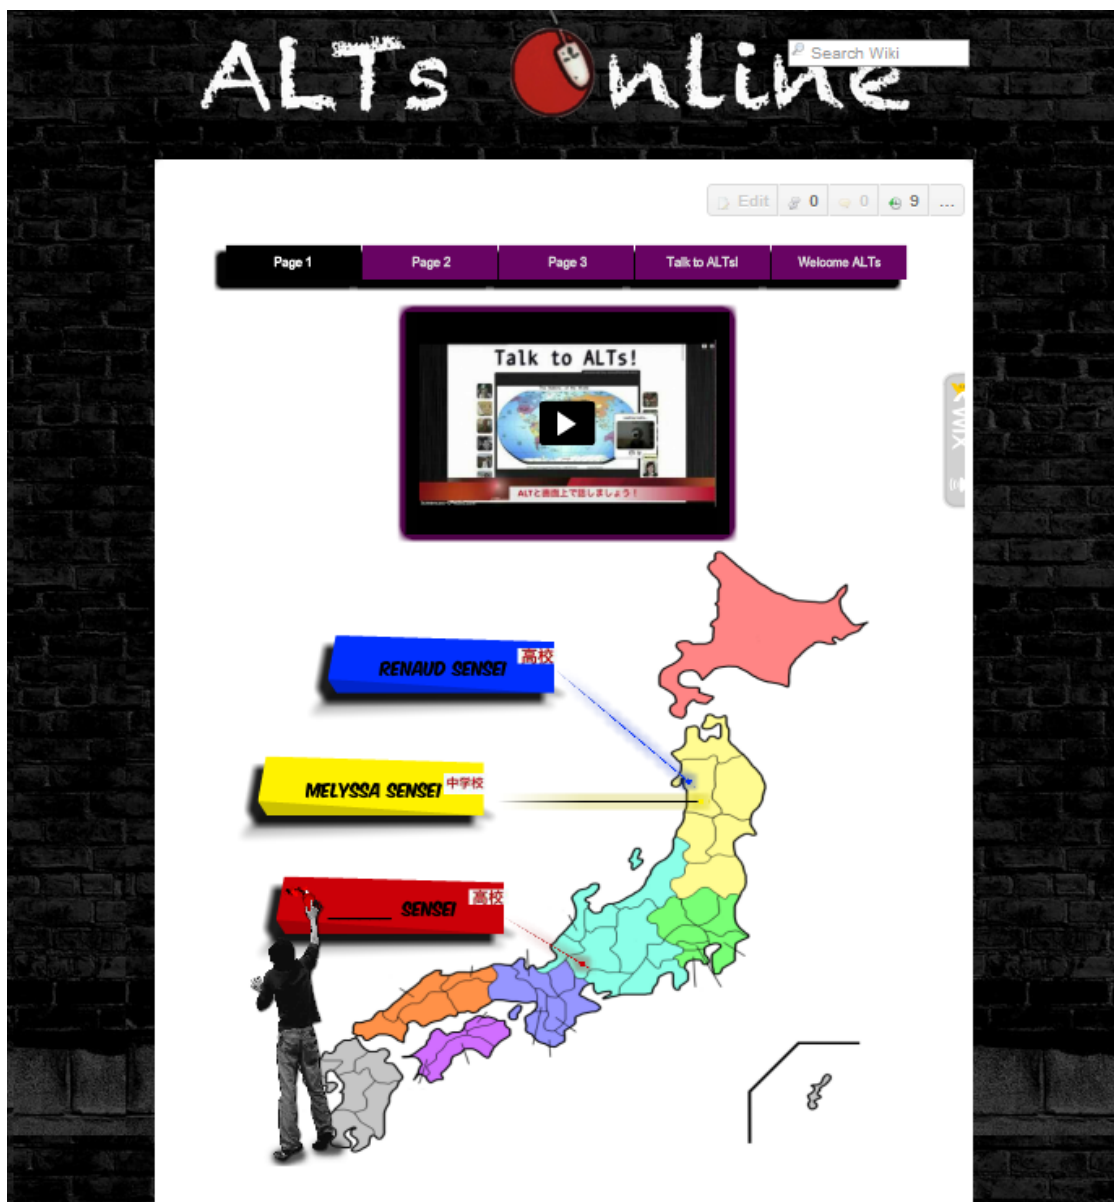 ALTs Online
Search Wiki
Edit 0 0 9 ...
Page 1 Page 2 Page 3 Talk to ALTs! Welcome ALTs
Talk to ALTs!
ALTと画面上で話しましょう！
WIX
RENAUD SENSEI 高校
MELYSSA SENSEI 中学校
______ SENSEI 高校